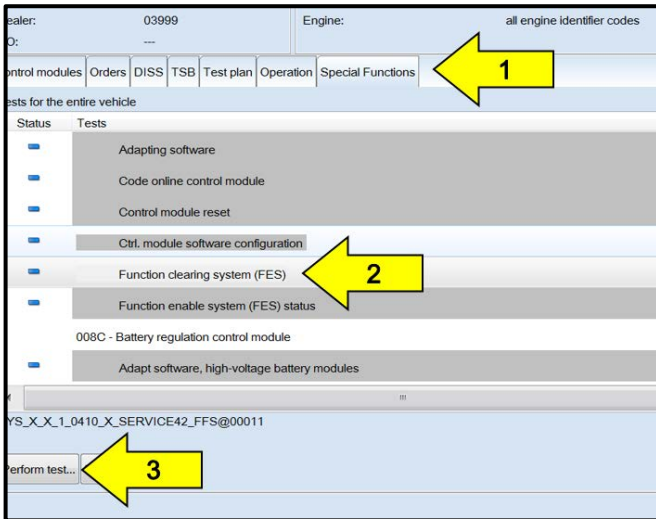 ealer: 03999 Engine: all engine identifier codes
O: ---
ontrol modules Orders DISS TSB Test plan Operation Special Functions 1
ests for the entire vehicle
Status Tests
Adapting software
Code online control module
Control module reset
Ctrl. module software configuration
Function clearing system (FES) 2
Function enable system (FES) status
008C - Battery regulation control module
Adapt software, high-voltage battery modules
YS_X_X_1_0410_X_SERVICE42_FFS@00011
Perform test... 3